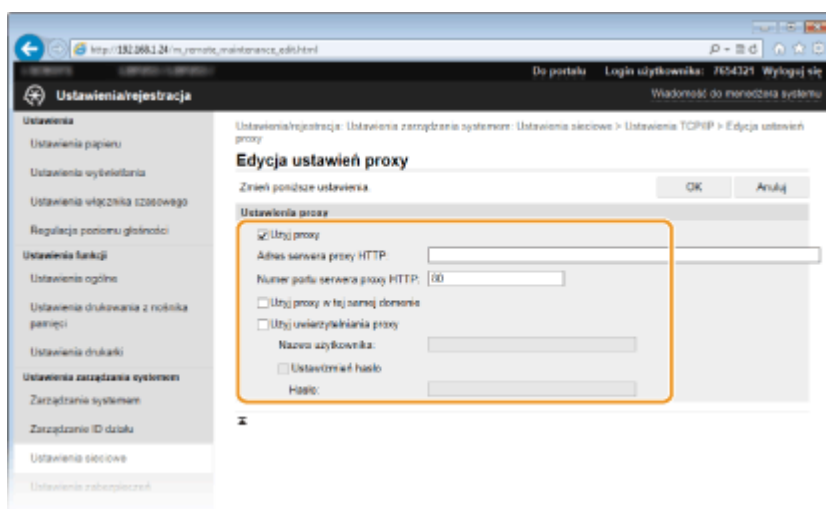 http://192.168.1.24/m_remote_maintenance_edit.html
Do portalu Login użytkownika: 7654321 Wyloguj się
Ustawienia/rejestracja
Wiadomość do menedżera systemu
Ustawienia
Ustawienia papieru
Ustawienia wyświetlania
Ustawienia włącznika czasowego
Regulacja poziomu głośności
Ustawienia funkcji
Ustawienia ogólne
Ustawienia drukowania z nośnika
pamięci
Ustawienia drukarki
Ustawienia zarządzania systemem
Zarządzanie systemem
Zarządzanie ID działu
Ustawienia sieciowe
Ustawienia zabezpieczeń
Ustawienia/rejestracja: Ustawienia zarządzania systemem: Ustawienia sieciowe > Ustawienia TCP/IP > Edycja ustawień
proxy
Edycja ustawień proxy
Zmień poniższe ustawienia.
OK Anuluj
Ustawienia proxy
Użyj proxy
Adres serwera proxy HTTP:
Numer portu serwera proxy HTTP: 80
Użyj proxy w tej samej domenie
Użyj uwierzytelniania proxy
Nazwa użytkownika:
Ustaw/zmień hasło
Hasło: